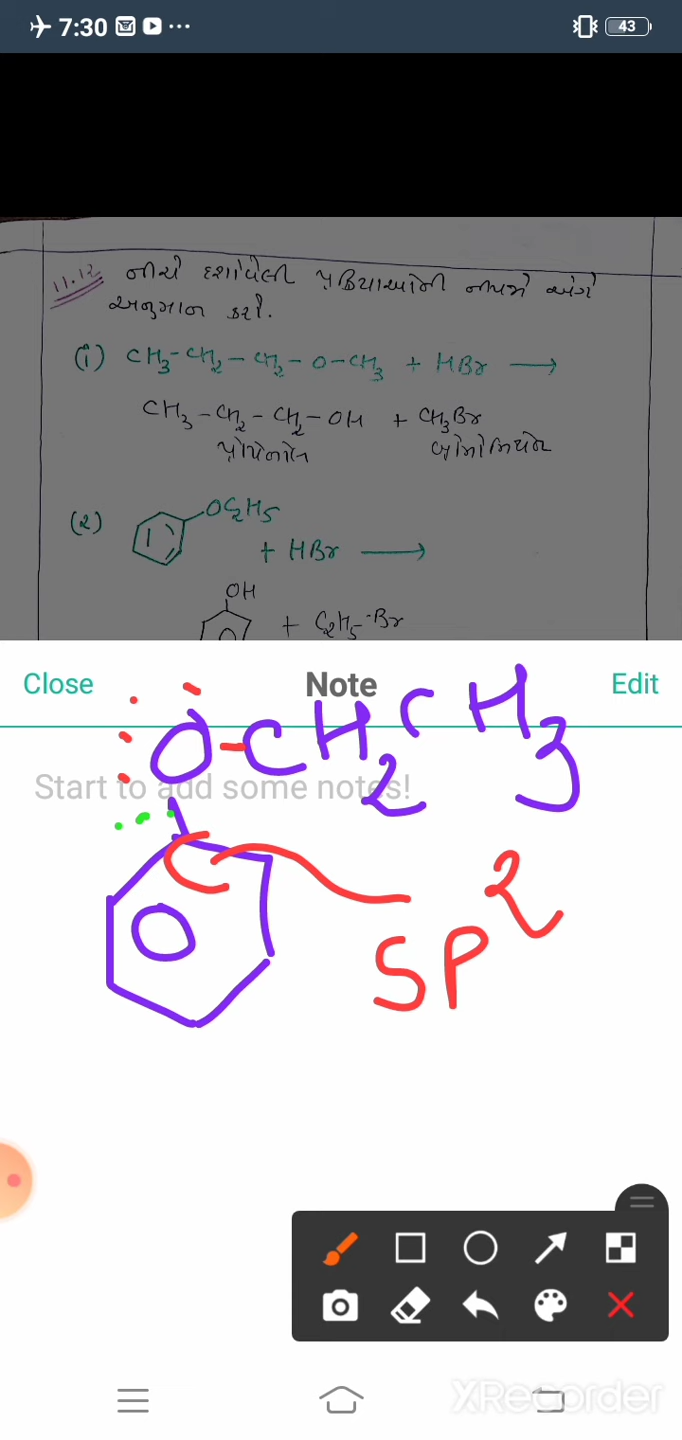 7:30
43
11.12 નીચે દર્શાવેલી પ્રક્રિયાઓની નીપજો અંગે
અનુમાન કરો.
(i) CH3-CH2-CH2-O-CH3 + HBr ⟶
CH3-CH2-CH2-OH + CH3Br
પ્રોપેનોલ બ્રોમોમિથેન
(2) OC2H5
+ HBr ⟶
OH
+ C2H5-Br
Close Note Edit
O-CH2CH3
Start to add some notes!
SP2
XRecorder